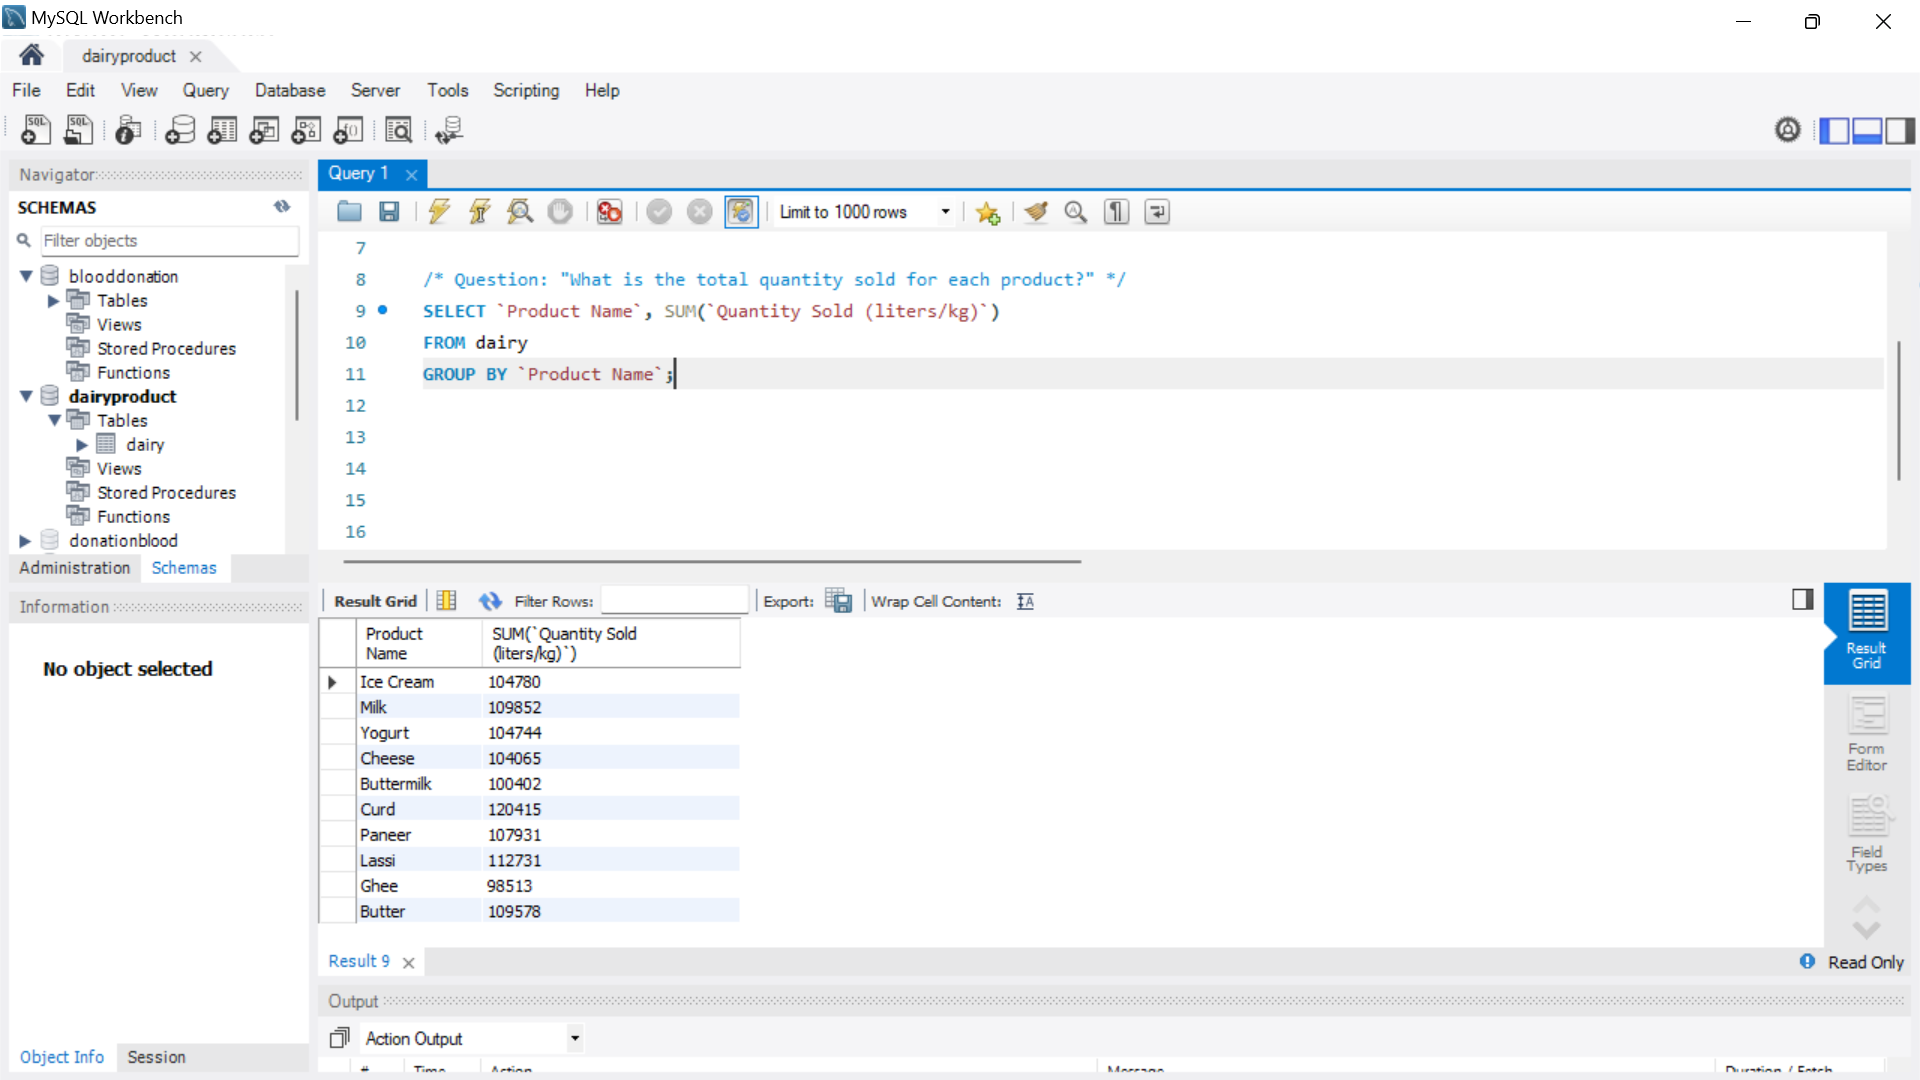 MySQL Workbench
dairyproduct
File Edit View Query Database Server Tools Scripting Help
Navigator
SCHEMAS
Filter objects
blooddonation
Tables
Views
Stored Procedures
Functions
dairyproduct
Tables
dairy
Views
Stored Procedures
Functions
donationblood
Administration Schemas
Information
No object selected
Object Info Session
Query 1
Limit to 1000 rows
7
8 /* Question: "What is the total quantity sold for each product?" */
9 SELECT `Product Name`, SUM(`Quantity Sold (liters/kg)`)
10 FROM dairy
11 GROUP BY `Product Name`;
12
13
14
15
16
Result Grid Filter Rows: Export: Wrap Cell Content:
Product Name SUM(`Quantity Sold (liters/kg)`)
Ice Cream 104780
Milk 109852
Yogurt 104744
Cheese 104065
Buttermilk 100402
Curd 120415
Paneer 107931
Lassi 112731
Ghee 98513
Butter 109578
Result Grid
Form Editor
Field Types
Result 9
Read Only
Output
Action Output
# Time Action Message Duration / Fetch